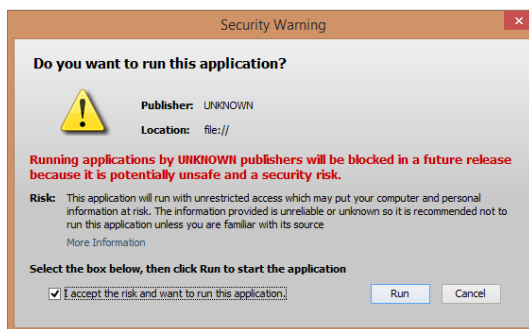 Security Warning
Do you want to run this application?
Publisher: UNKNOWN
Location: file://
Running applications by UNKNOWN publishers will be blocked in a future release
because it is potentially unsafe and a security risk.
Risk: This application will run with unrestricted access which may put your computer and personal
information at risk. The information provided is unreliable or unknown so it is recommended not to
run this application unless you are familiar with its source
More Information
Select the box below, then click Run to start the application
I accept the risk and want to run this application.
Run Cancel